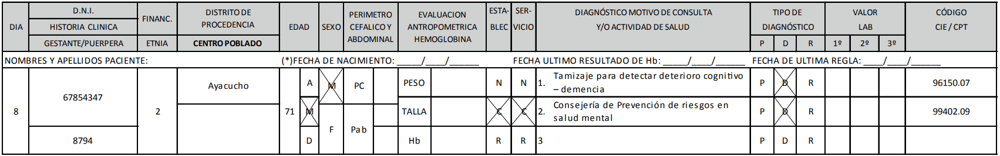 DIA
D.N.I.
HISTORIA CLINICA
GESTANTE/PUERPERA
FINANC.
ETNIA
DISTRITO DE
PROCEDENCIA
CENTRO POBLADO
EDAD
SEXO
PERIMETRO
CEFALICO Y
ABDOMINAL
EVALUACION
ANTROPOMETRICA
HEMOGLOBINA
ESTA-
BLEC
SER-
VICIO
DIAGNÓSTICO MOTIVO DE CONSULTA
Y/O ACTIVIDAD DE SALUD
TIPO DE
DIAGNÓSTICO
P D R
VALOR
LAB
1º 2º 3º
CÓDIGO
CIE / CPT
NOMBRES Y APELLIDOS PACIENTE: (*)FECHA DE NACIMIENTO: _____/____/______ FECHA ULTIMO RESULTADO DE Hb: _____/____/______ FECHA DE ULTIMA REGLA: ____/____/______
8
67854347
8794
2
Ayacucho
71
A
M
D
M
F
PC
Pab
PESO
TALLA
Hb
N N 1. Tamizaje para detectar deterioro cognitivo
– demencia
P D R 96150.07
C C 2. Consejería de Prevención de riesgos en
salud mental
P D R 99402.09
R R 3 P D R